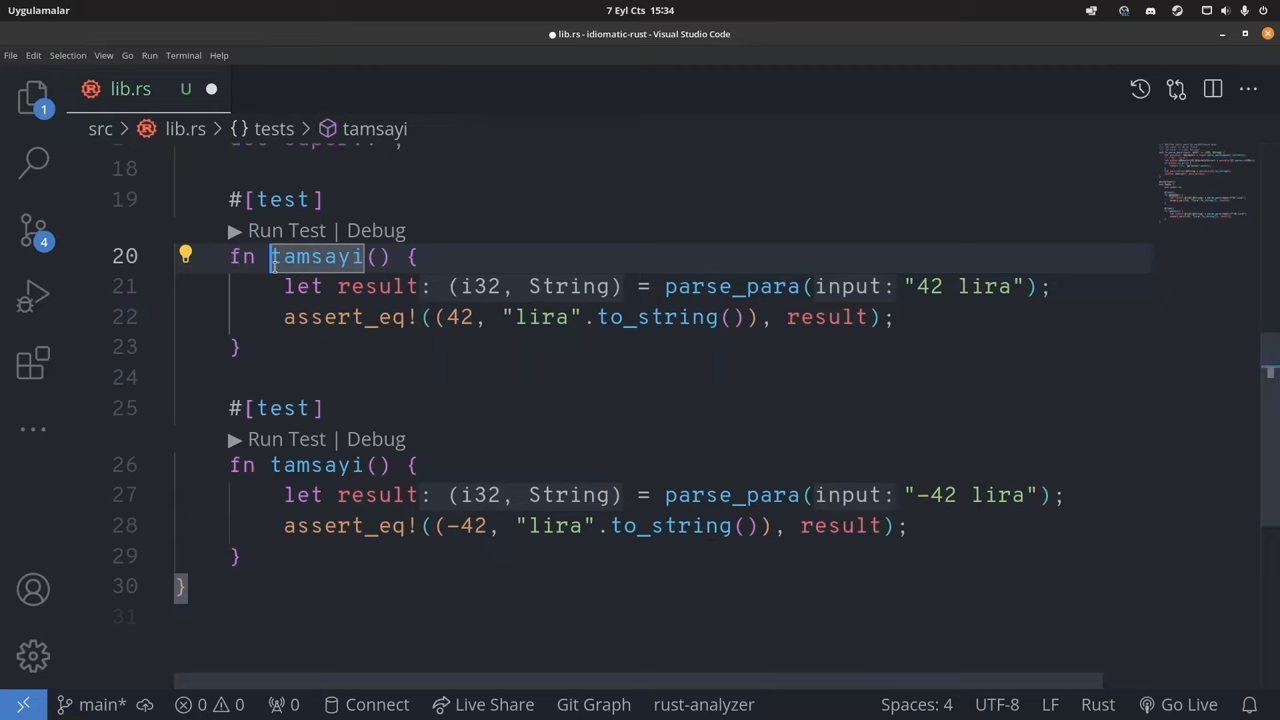 Uygulamalar
7 Eyl Cts 15:34
lib.rs - idiomatic-rust - Visual Studio Code
File Edit Selection View Go Run Terminal Help
lib.rs U
src > lib.rs > {} tests > tamsayi
18
19 #[test]
Run Test | Debug
20 fn tamsayi() {
21 let result: (i32, String) = parse_para(input: "42 lira");
22 assert_eq!((42, "lira".to_string()), result);
23 }
24
25 #[test]
Run Test | Debug
26 fn tamsayi() {
27 let result: (i32, String) = parse_para(input: "-42 lira");
28 assert_eq!((-42, "lira".to_string()), result);
29 }
30 }
31
1
4
main* 0 0 0 Connect Live Share Git Graph rust-analyzer Spaces: 4 UTF-8 LF Rust Go Live